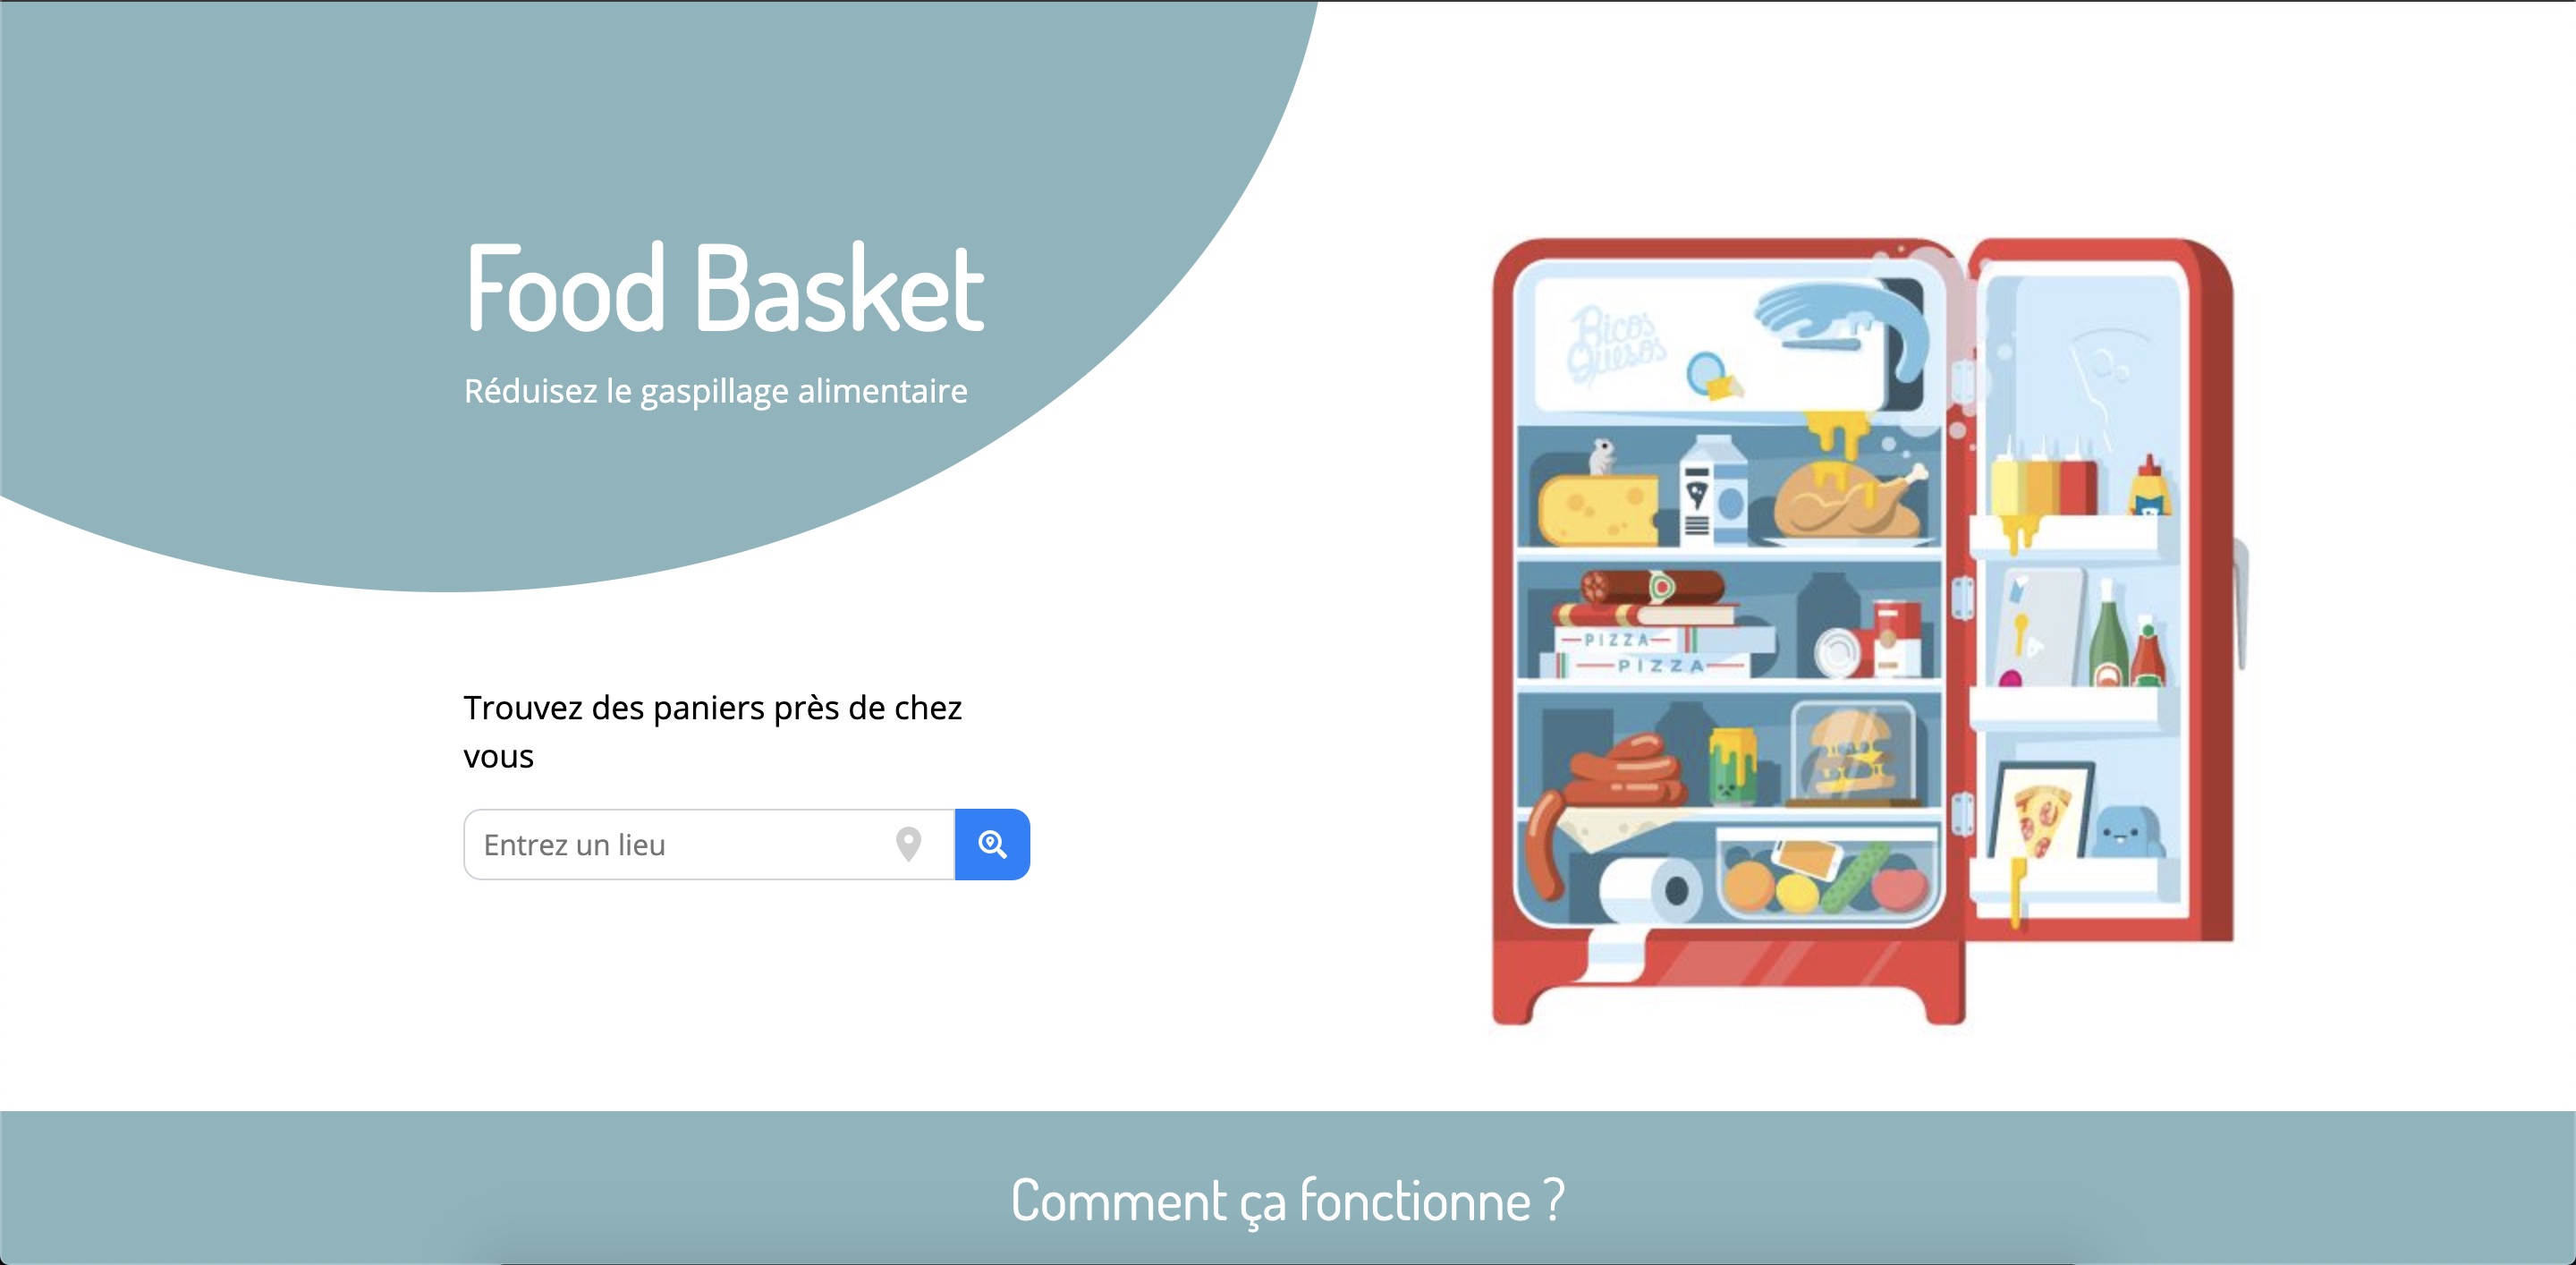 Food Basket
Réduisez le gaspillage alimentaire
Trouvez des paniers près de chez
vous
Entrez un lieu
Ricos
Quesos
PIZZA
PIZZA
Comment ça fonctionne ?